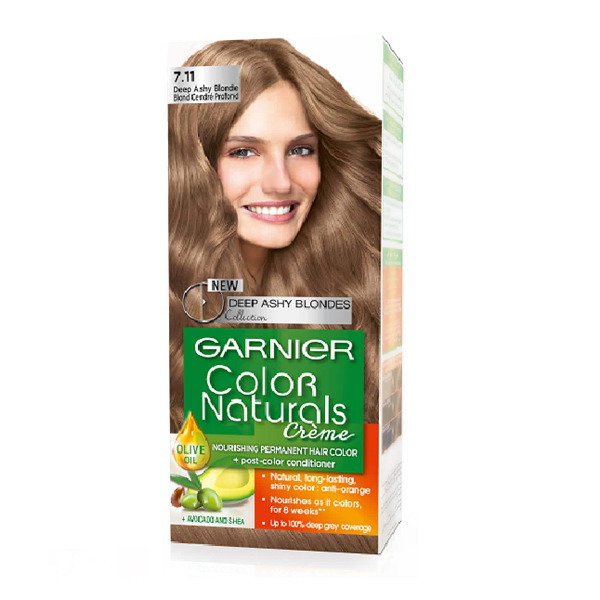 7.11
Deep Ashy Blonde
Blond Cendré Profond
NEW
DEEP ASHY BLONDES
Collection
GARNIER
Color
Naturals
Crème
NOURISHING PERMANENT HAIR COLOR
+ post-color conditioner
OLIVE
OIL
+ AVOCADO AND SHEA
• Natural, long-lasting,
shiny color : anti-orange
• Nourishes as it colors,
for 8 weeks**
• Up to 100% deep grey coverage